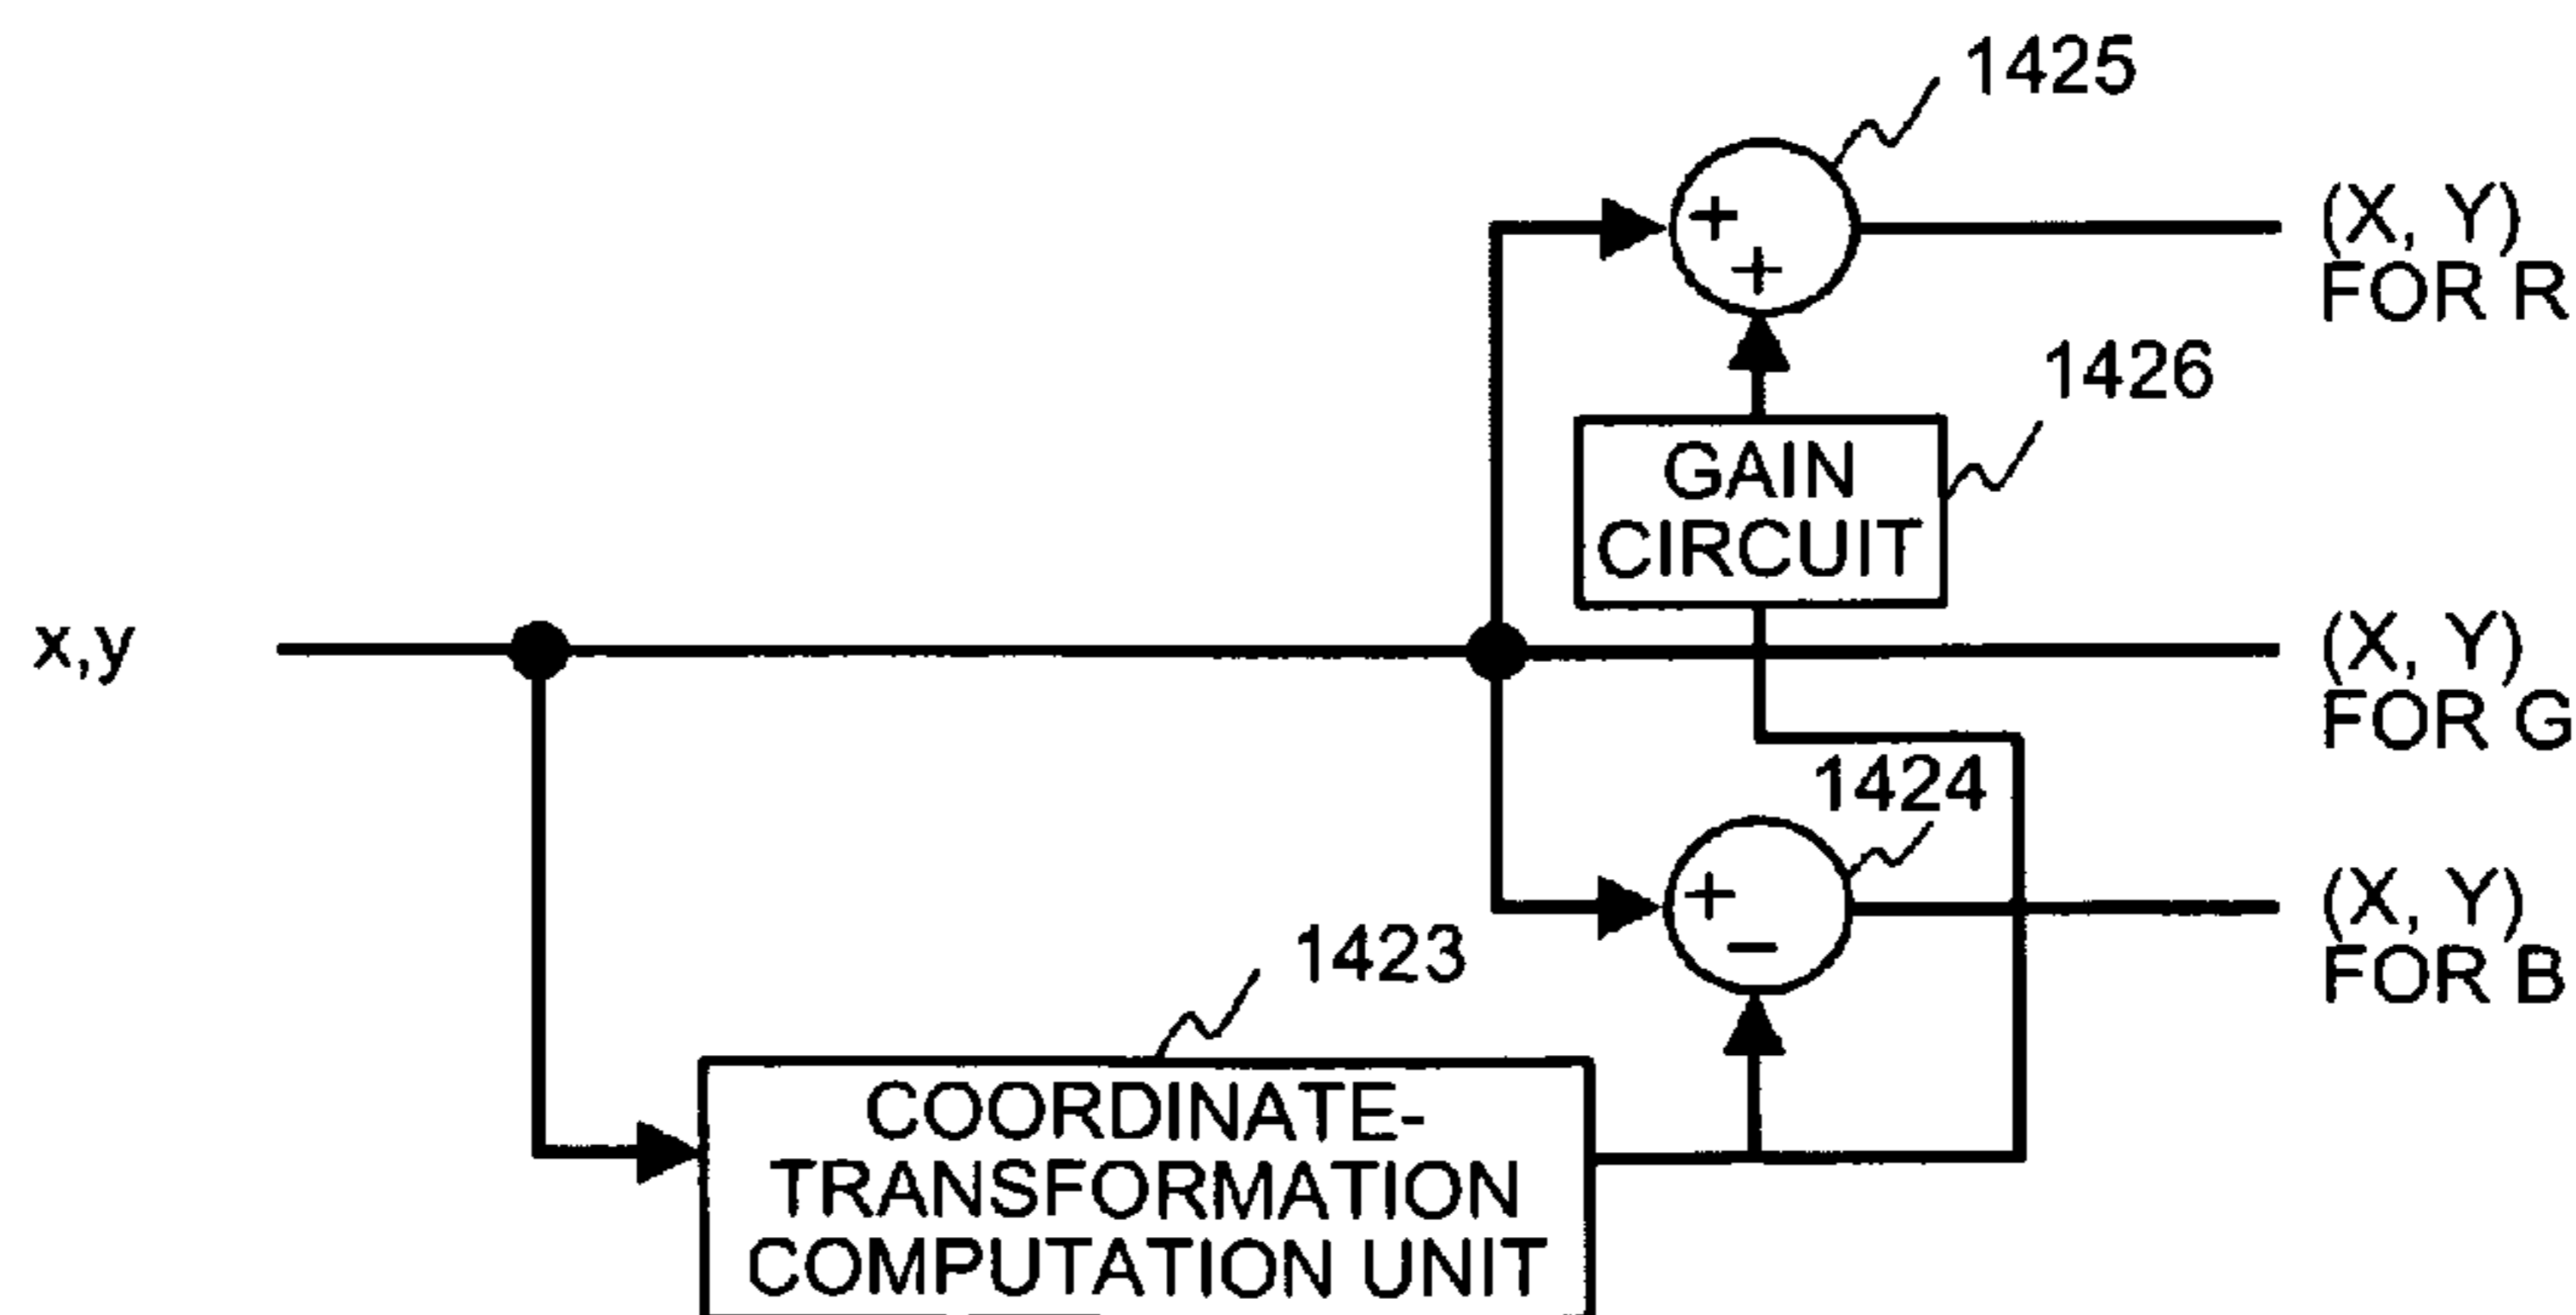 1425
+
+
(X, Y)
FOR R
1426
GAIN
CIRCUIT
x,y
(X, Y)
FOR G
1424
+
−
(X, Y)
FOR B
1423
COORDINATE-
TRANSFORMATION
COMPUTATION UNIT